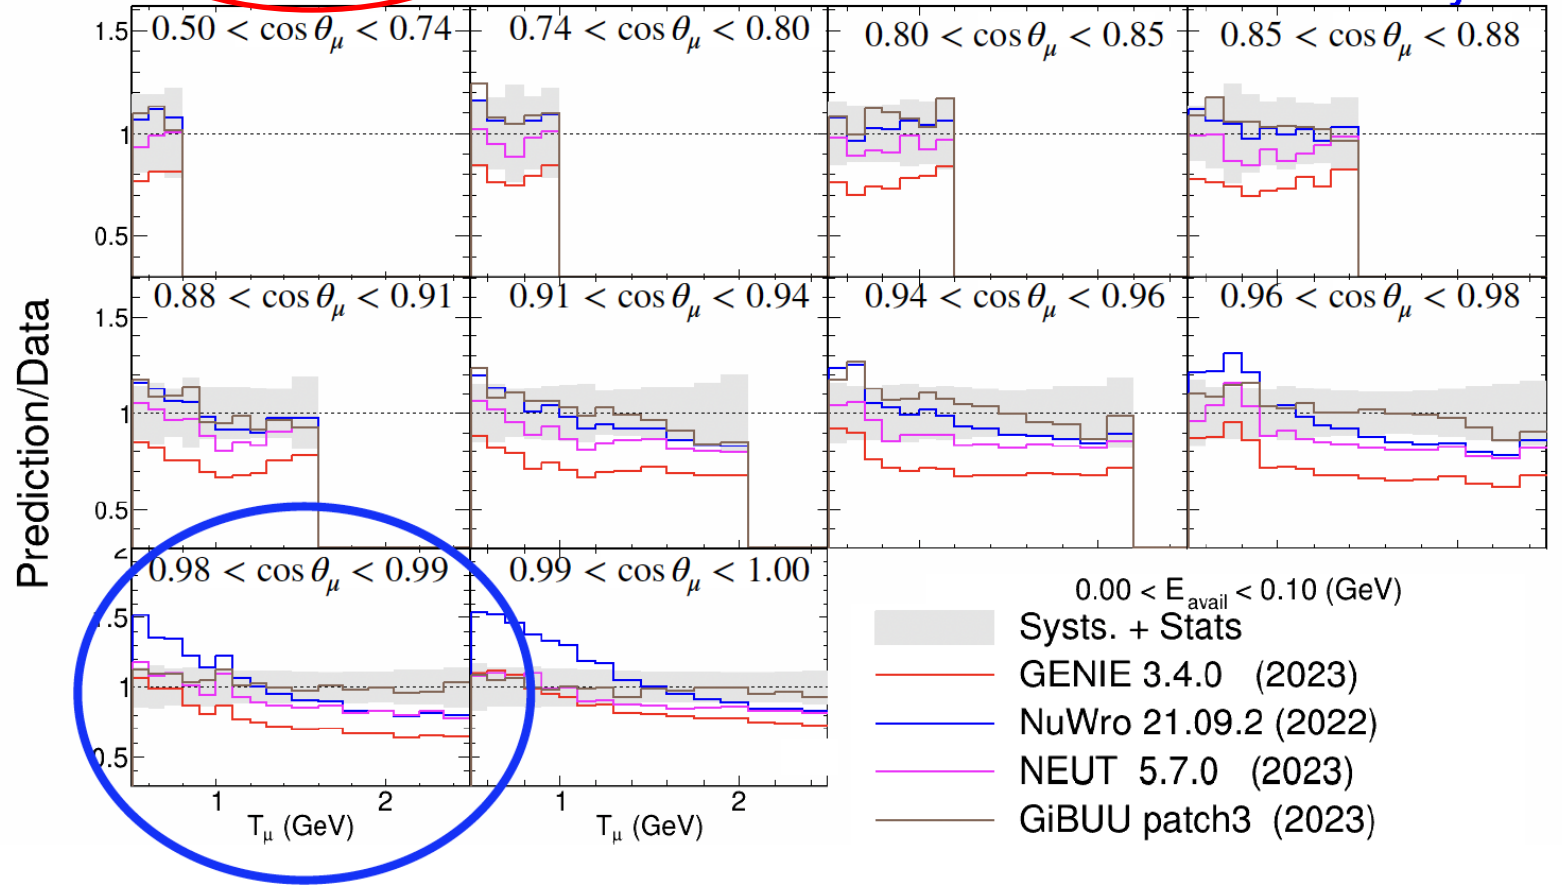 0.50 < cos θμ < 0.74
0.74 < cos θμ < 0.80
0.80 < cos θμ < 0.85
0.85 < cos θμ < 0.88
1.5
1
0.5
0.88 < cos θμ < 0.91
0.91 < cos θμ < 0.94
0.94 < cos θμ < 0.96
0.96 < cos θμ < 0.98
1.5
1
0.5
Prediction/Data
0.98 < cos θμ < 0.99
0.99 < cos θμ < 1.00
2
.5
1
0.5
1 2
1 2
Tμ (GeV)
Tμ (GeV)
0.00 < Eavail < 0.10 (GeV)
Systs. + Stats
GENIE 3.4.0 (2023)
NuWro 21.09.2 (2022)
NEUT 5.7.0 (2023)
GiBUU patch3 (2023)